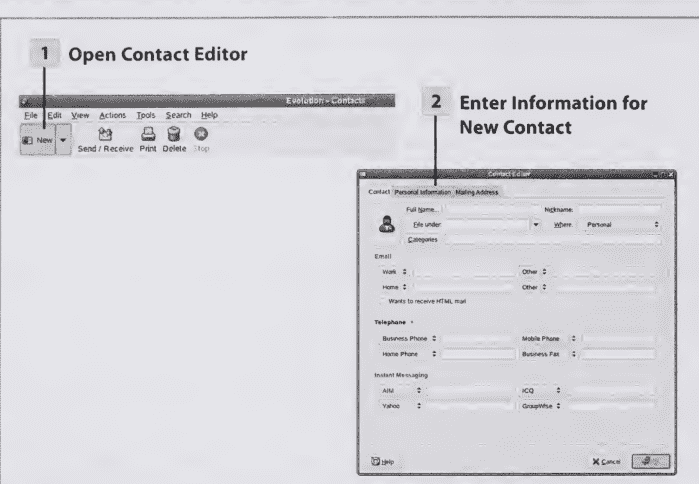 1 Open Contact Editor
Evolution - Contacts
File Edit View Actions Tools Search Help
New Send / Receive Print Delete Stop
2 Enter Information for
New Contact
Contact Editor
Contact Personal Information Mailing Address
Full Name... Nickname:
File under: Where: Personal
Categories
Email
Work Other
Home Other
Wants to receive HTML mail
Telephone
Business Phone Mobile Phone
Home Phone Business Fax
Instant Messaging
AIM ICQ
Yahoo GroupWise
Help Cancel